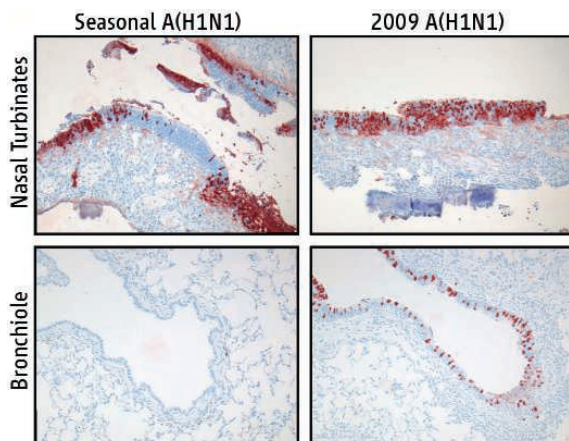 Seasonal A(H1N1)
2009 A(H1N1)
Nasal Turbinates
Bronchiole